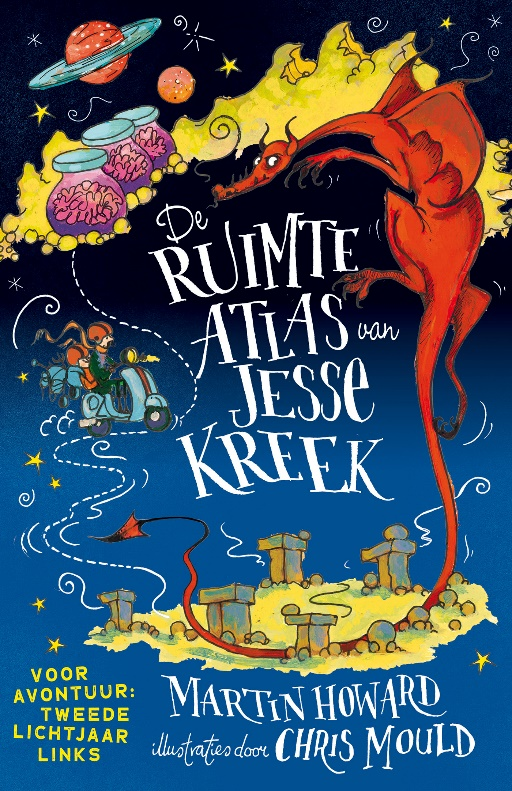 De
RUIMTE
ATLAS van
JESSE
KREEK
VOOR
AVONTUUR:
TWEEDE
LICHTJAAR
LINKS
MARTIN HOWARD
illustraties door CHRIS MOULD